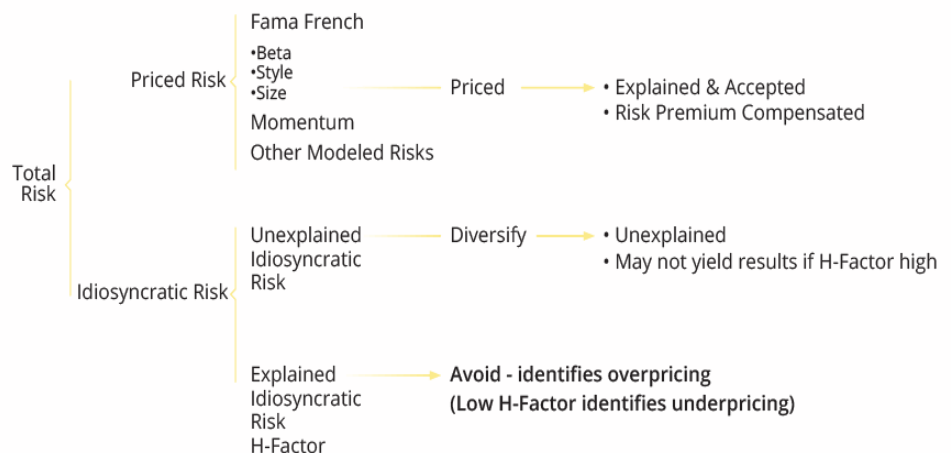 Total
Risk
Priced Risk
Fama French
•Beta
•Style
•Size
Momentum
Other Modeled Risks
Priced
• Explained & Accepted
• Risk Premium Compensated
Idiosyncratic Risk
Unexplained
Idiosyncratic
Risk
Diversify
• Unexplained
• May not yield results if H-Factor high
Explained
Idiosyncratic
Risk
H-Factor
Avoid - identifies overpricing
(Low H-Factor identifies underpricing)